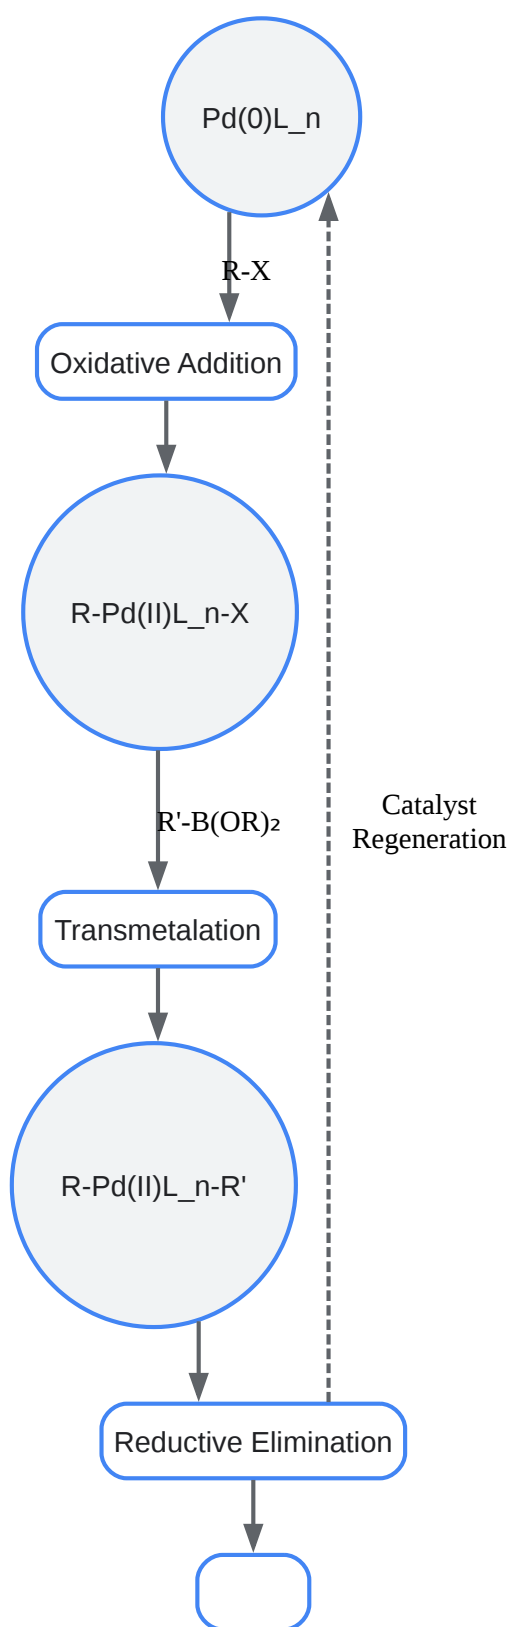 Pd(0)L_n
R-X
Oxidative Addition
R-Pd(II)L_n-X
R'-B(OR)₂
Catalyst
Regeneration
Transmetalation
R-Pd(II)L_n-R'
Reductive Elimination